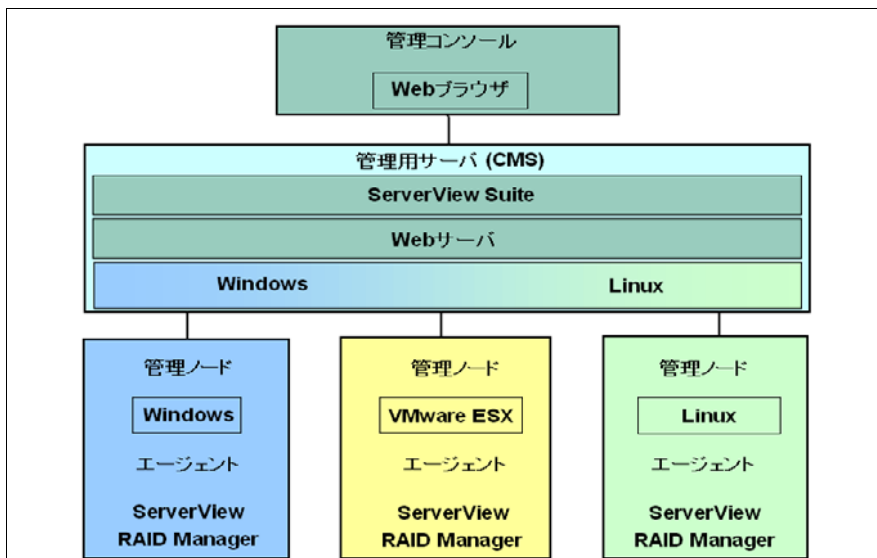 管理コンソール
Webブラウザ
管理用サーバ (CMS)
ServerView Suite
Webサーバ
Windows
Linux
管理ノード
Windows
エージェント
ServerView
RAID Manager
管理ノード
VMware ESX
エージェント
ServerView
RAID Manager
管理ノード
Linux
エージェント
ServerView
RAID Manager